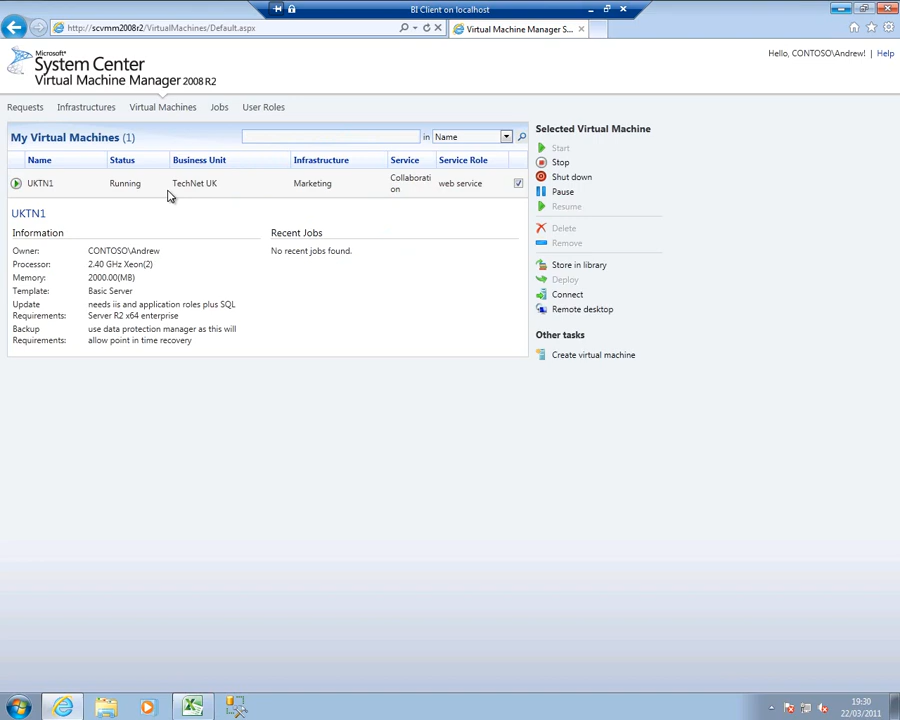 BI Client on localhost
http://scvmm2008r2/VirtualMachines/Default.aspx
Virtual Machine Manager S...
Microsoft®
System Center
Virtual Machine Manager 2008 R2
Hello, CONTOSO\Andrew! | Help
Requests Infrastructures Virtual Machines Jobs User Roles
My Virtual Machines (1) in Name
Name Status Business Unit Infrastructure Service Service Role
UKTN1 Running TechNet UK Marketing Collaborati
on web service
UKTN1
Information
Owner: CONTOSO\Andrew
Processor: 2.40 GHz Xeon(2)
Memory: 2000.00(MB)
Template: Basic Server
Update needs iis and application roles plus SQL
Requirements: Server R2 x64 enterprise
Backup use data protection manager as this will
Requirements: allow point in time recovery
Recent Jobs
No recent jobs found.
Selected Virtual Machine
Start
Stop
Shut down
Pause
Resume
Delete
Remove
Store in library
Deploy
Connect
Remote desktop
Other tasks
Create virtual machine
19:30
22/03/2011